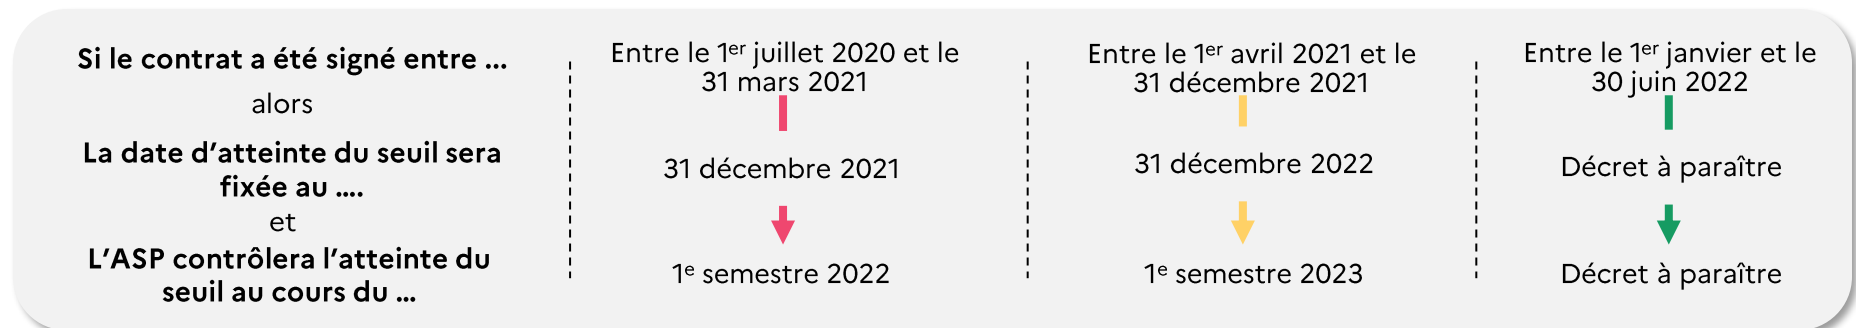 Si le contrat a été signé entre ...
alors
La date d’atteinte du seuil sera
fixée au ....
et
L’ASP contrôlera l’atteinte du
seuil au cours du ...
Entre le 1er juillet 2020 et le
31 mars 2021
31 décembre 2021
1e semestre 2022
Entre le 1er avril 2021 et le
31 décembre 2021
31 décembre 2022
1e semestre 2023
Entre le 1er janvier et le
30 juin 2022
Décret à paraître
Décret à paraître